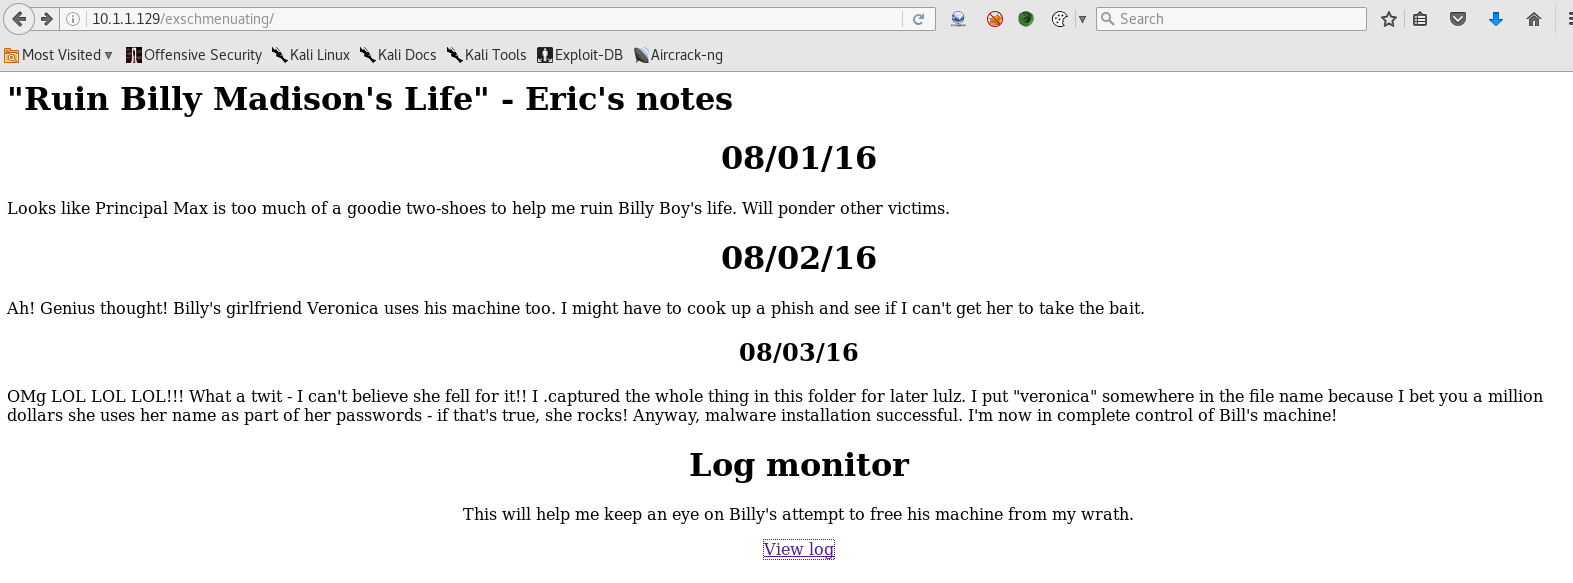 10.1.1.129/exschmenuating/
Search
Most Visited
Offensive Security
Kali Linux
Kali Docs
Kali Tools
Exploit-DB
Aircrack-ng
"Ruin Billy Madison's Life" - Eric's notes
08/01/16
Looks like Principal Max is too much of a goodie two-shoes to help me ruin Billy Boy's life. Will ponder other victims.
08/02/16
Ah! Genius thought! Billy's girlfriend Veronica uses his machine too. I might have to cook up a phish and see if I can't get her to take the bait.
08/03/16
OMg LOL LOL LOL!!! What a twit - I can't believe she fell for it!! I .captured the whole thing in this folder for later lulz. I put "veronica" somewhere in the file name because I bet you a million
dollars she uses her name as part of her passwords - if that's true, she rocks! Anyway, malware installation successful. I'm now in complete control of Bill's machine!
Log monitor
This will help me keep an eye on Billy's attempt to free his machine from my wrath.
View log